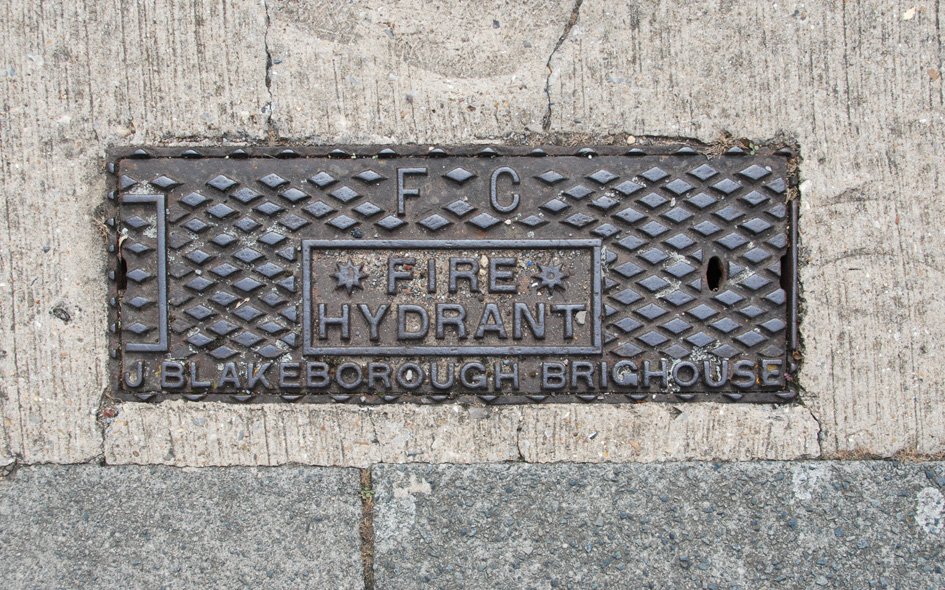 F C
FIRE
HYDRANT
J BLAKEBOROUGH BRIGHOUSE